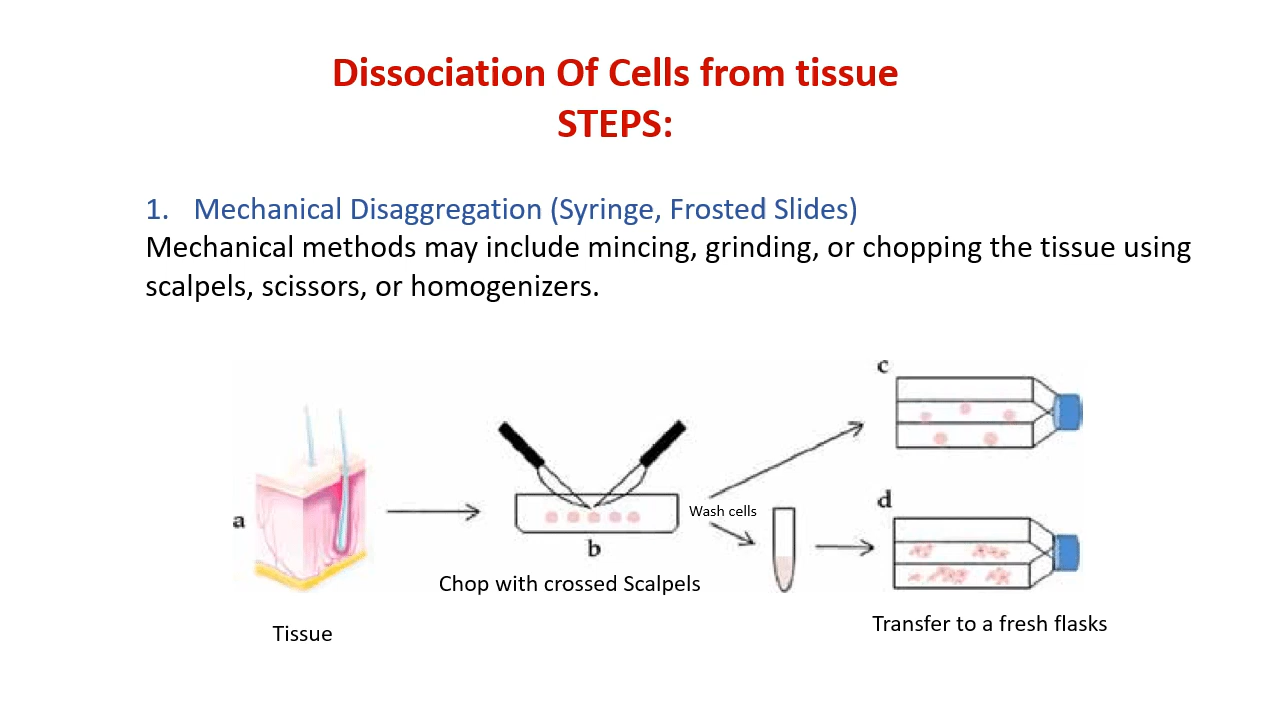 Dissociation Of Cells from tissue
STEPS:
1. Mechanical Disaggregation (Syringe, Frosted Slides)
Mechanical methods may include mincing, grinding, or chopping the tissue using
scalpels, scissors, or homogenizers.
c
a
b
Wash cells
d
Chop with crossed Scalpels
Tissue
Transfer to a fresh flasks